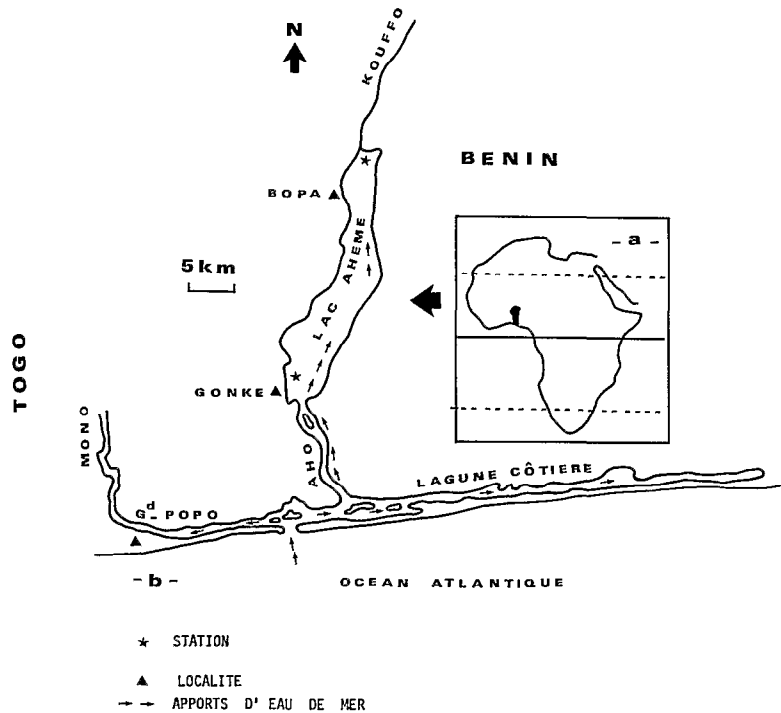 N
KOUFFO
BENIN
BOPA
- a -
5km
LAC AHEME
TOGO
GONKE
MONO
AHO
LAGUNE CÔTIERE
Gd POPO
- b -
OCEAN ATLANTIQUE
STATION
LOCALITE
APPORTS D'EAU DE MER